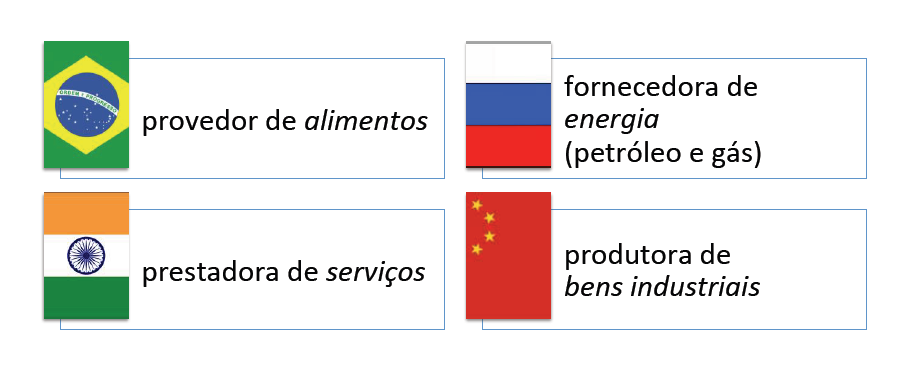 provedor de alimentos
fornecedora de
energia
(petróleo e gás)
prestadora de serviços
produtora de
bens industriais
ORDEM E PROGRESSO